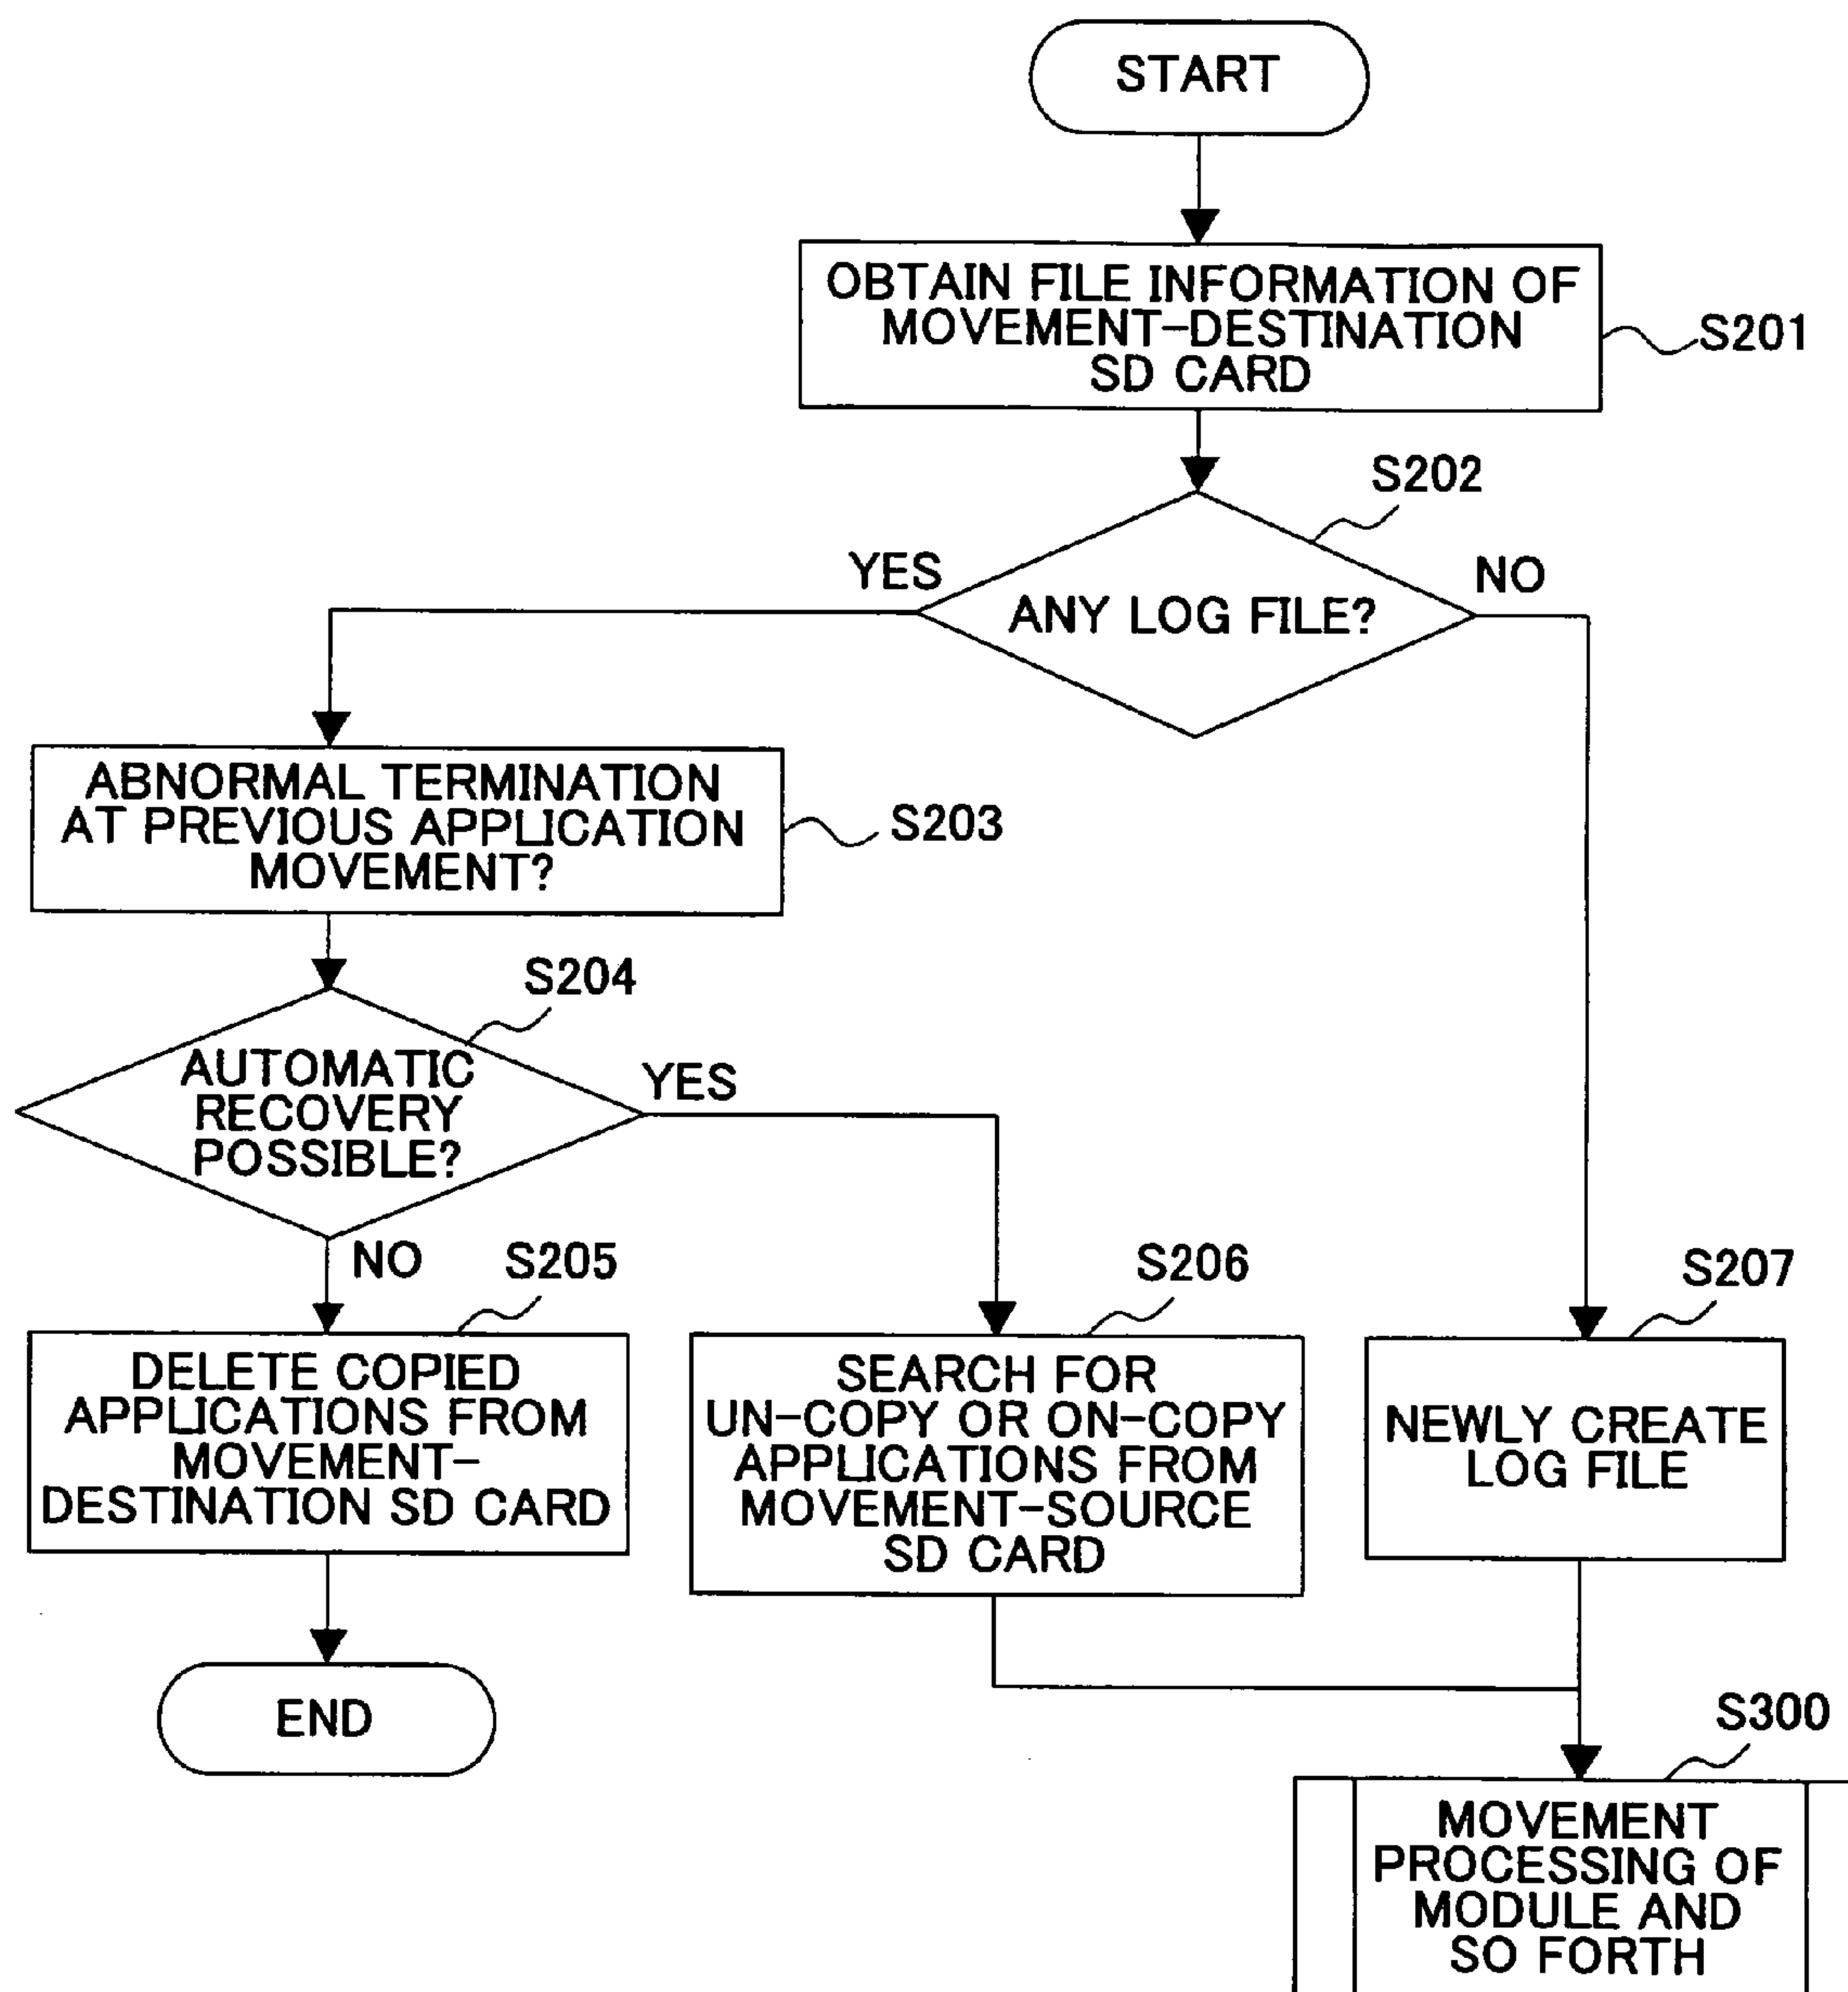 START
OBTAIN FILE INFORMATION OF
MOVEMENT-DESTINATION
SD CARD
S201
S202
YES
NO
ANY LOG FILE?
ABNORMAL TERMINATION
AT PREVIOUS APPLICATION
MOVEMENT?
S203
S204
AUTOMATIC
RECOVERY
POSSIBLE?
YES
NO
S205
S206
S207
DELETE COPIED
APPLICATIONS FROM
MOVEMENT-
DESTINATION SD CARD
SEARCH FOR
UN-COPY OR ON-COPY
APPLICATIONS FROM
MOVEMENT-SOURCE
SD CARD
NEWLY CREATE
LOG FILE
END
S300
MOVEMENT
PROCESSING OF
MODULE AND
SO FORTH